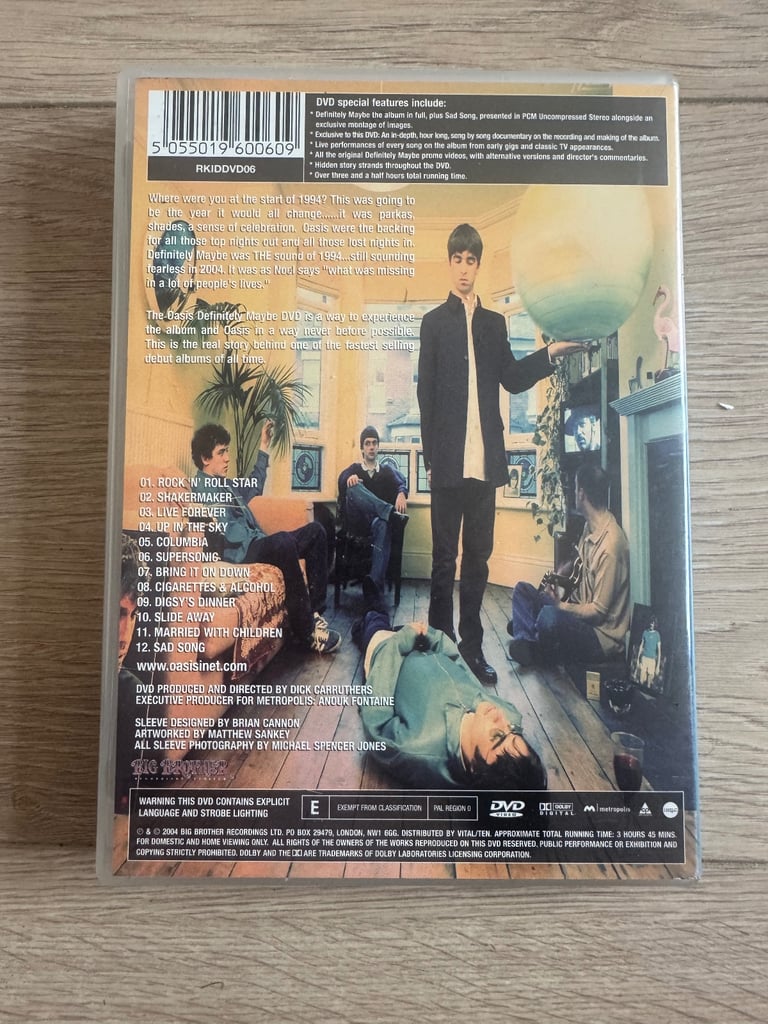 5 055019 600609
RKIDDVD06
DVD special features include:
* Definitely Maybe the album in full, plus Sad Song, presented in PCM Uncompressed Stereo alongside an
exclusive montage of images.
* Exclusive to this DVD: An in-depth, hour long, song by song documentary on the recording and making of the album.
* Live performances of every song on the album from early gigs and classic TV appearances.
* All the original Definitely Maybe promo videos, with alternative versions and director's commentaries.
* Hidden story strands throughout the DVD.
* Over three and a half hours total running time.
Where were you at the start of 1994? This was going to
be the year it would all change......it was parkas,
shades, a sense of celebration. Oasis were the backing
for all those top nights out and all those lost nights in.
Definitely Maybe was THE sound of 1994...still sounding
fearless in 2004. It was as Noel says "what was missing
in a lot of people's lives."
The Oasis Definitely Maybe DVD is a way to experience
the album and Oasis in a way never before possible.
This is the real story behind one of the fastest selling
debut albums of all time.
01. ROCK 'N' ROLL STAR
02. SHAKERMAKER
03. LIVE FOREVER
04. UP IN THE SKY
05. COLUMBIA
06. SUPERSONIC
07. BRING IT ON DOWN
08. CIGARETTES & ALCOHOL
09. DIGSY'S DINNER
10. SLIDE AWAY
11. MARRIED WITH CHILDREN
12. SAD SONG
www.oasisinet.com
DVD PRODUCED AND DIRECTED BY DICK CARRUTHERS
EXECUTIVE PRODUCER FOR METROPOLIS: ANOUK FONTAINE
SLEEVE DESIGNED BY BRIAN CANNON
ARTWORKED BY MATTHEW SANKEY
ALL SLEEVE PHOTOGRAPHY BY MICHAEL SPENCER JONES
BIG BROTHER
WARNING THIS DVD CONTAINS EXPLICIT
LANGUAGE AND STROBE LIGHTING
E EXEMPT FROM CLASSIFICATION PAL REGION 0
DVD VIDEO
DOLBY DIGITAL
metropolis
℗ & © 2004 BIG BROTHER RECORDINGS LTD. PO BOX 29479, LONDON, NW1 6GG. DISTRIBUTED BY VITAL/TEN. APPROXIMATE TOTAL RUNNING TIME: 3 HOURS 45 MINS.
FOR DOMESTIC AND HOME VIEWING ONLY. ALL RIGHTS OF THE OWNERS OF THE WORKS REPRODUCED ON THIS DVD RESERVED. PUBLIC PERFORMANCE OR EXHIBITION AND
COPYING STRICTLY PROHIBITED. DOLBY AND THE DD ARE TRADEMARKS OF DOLBY LABORATORIES LICENSING CORPORATION.